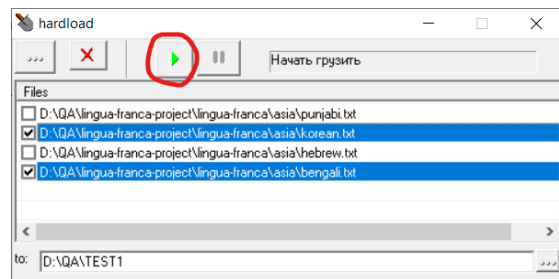 hardload
...
Начать грузить
Files
D:\QA\lingua-franca-project\lingua-franca\asia\punjabi.txt
D:\QA\lingua-franca-project\lingua-franca\asia\korean.txt
D:\QA\lingua-franca-project\lingua-franca\asia\hebrew.txt
D:\QA\lingua-franca-project\lingua-franca\asia\bengali.txt
to: D:\QA\TEST1 ...